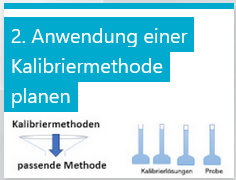 2. Anwendung einer
Kalibriermethode
planen
Kalibriermethoden
passende Methode
Kalibrierlösungen Probe